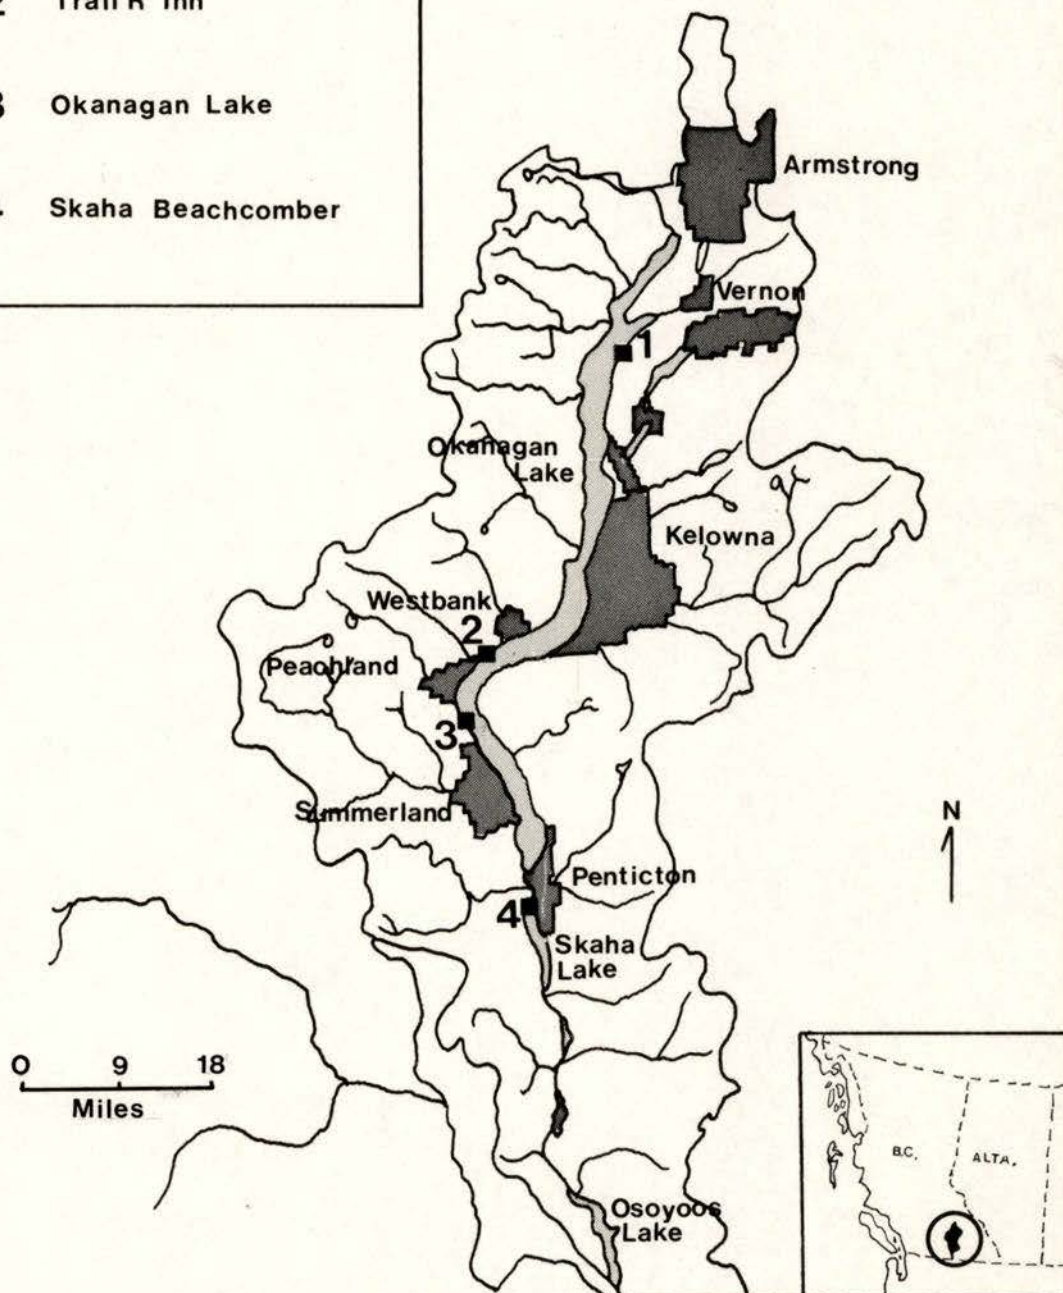 Trail R Inn
3 Okanagan Lake
Skaha Beachcomber
Armstrong
Vernon
1
Okanagan
Lake
Kelowna
Westbank
2
Peachland
3
Summerland
N
Penticton
4
Skaha
Lake
0 9 18
Miles
B.C. ALTA.
Osoyoos
Lake